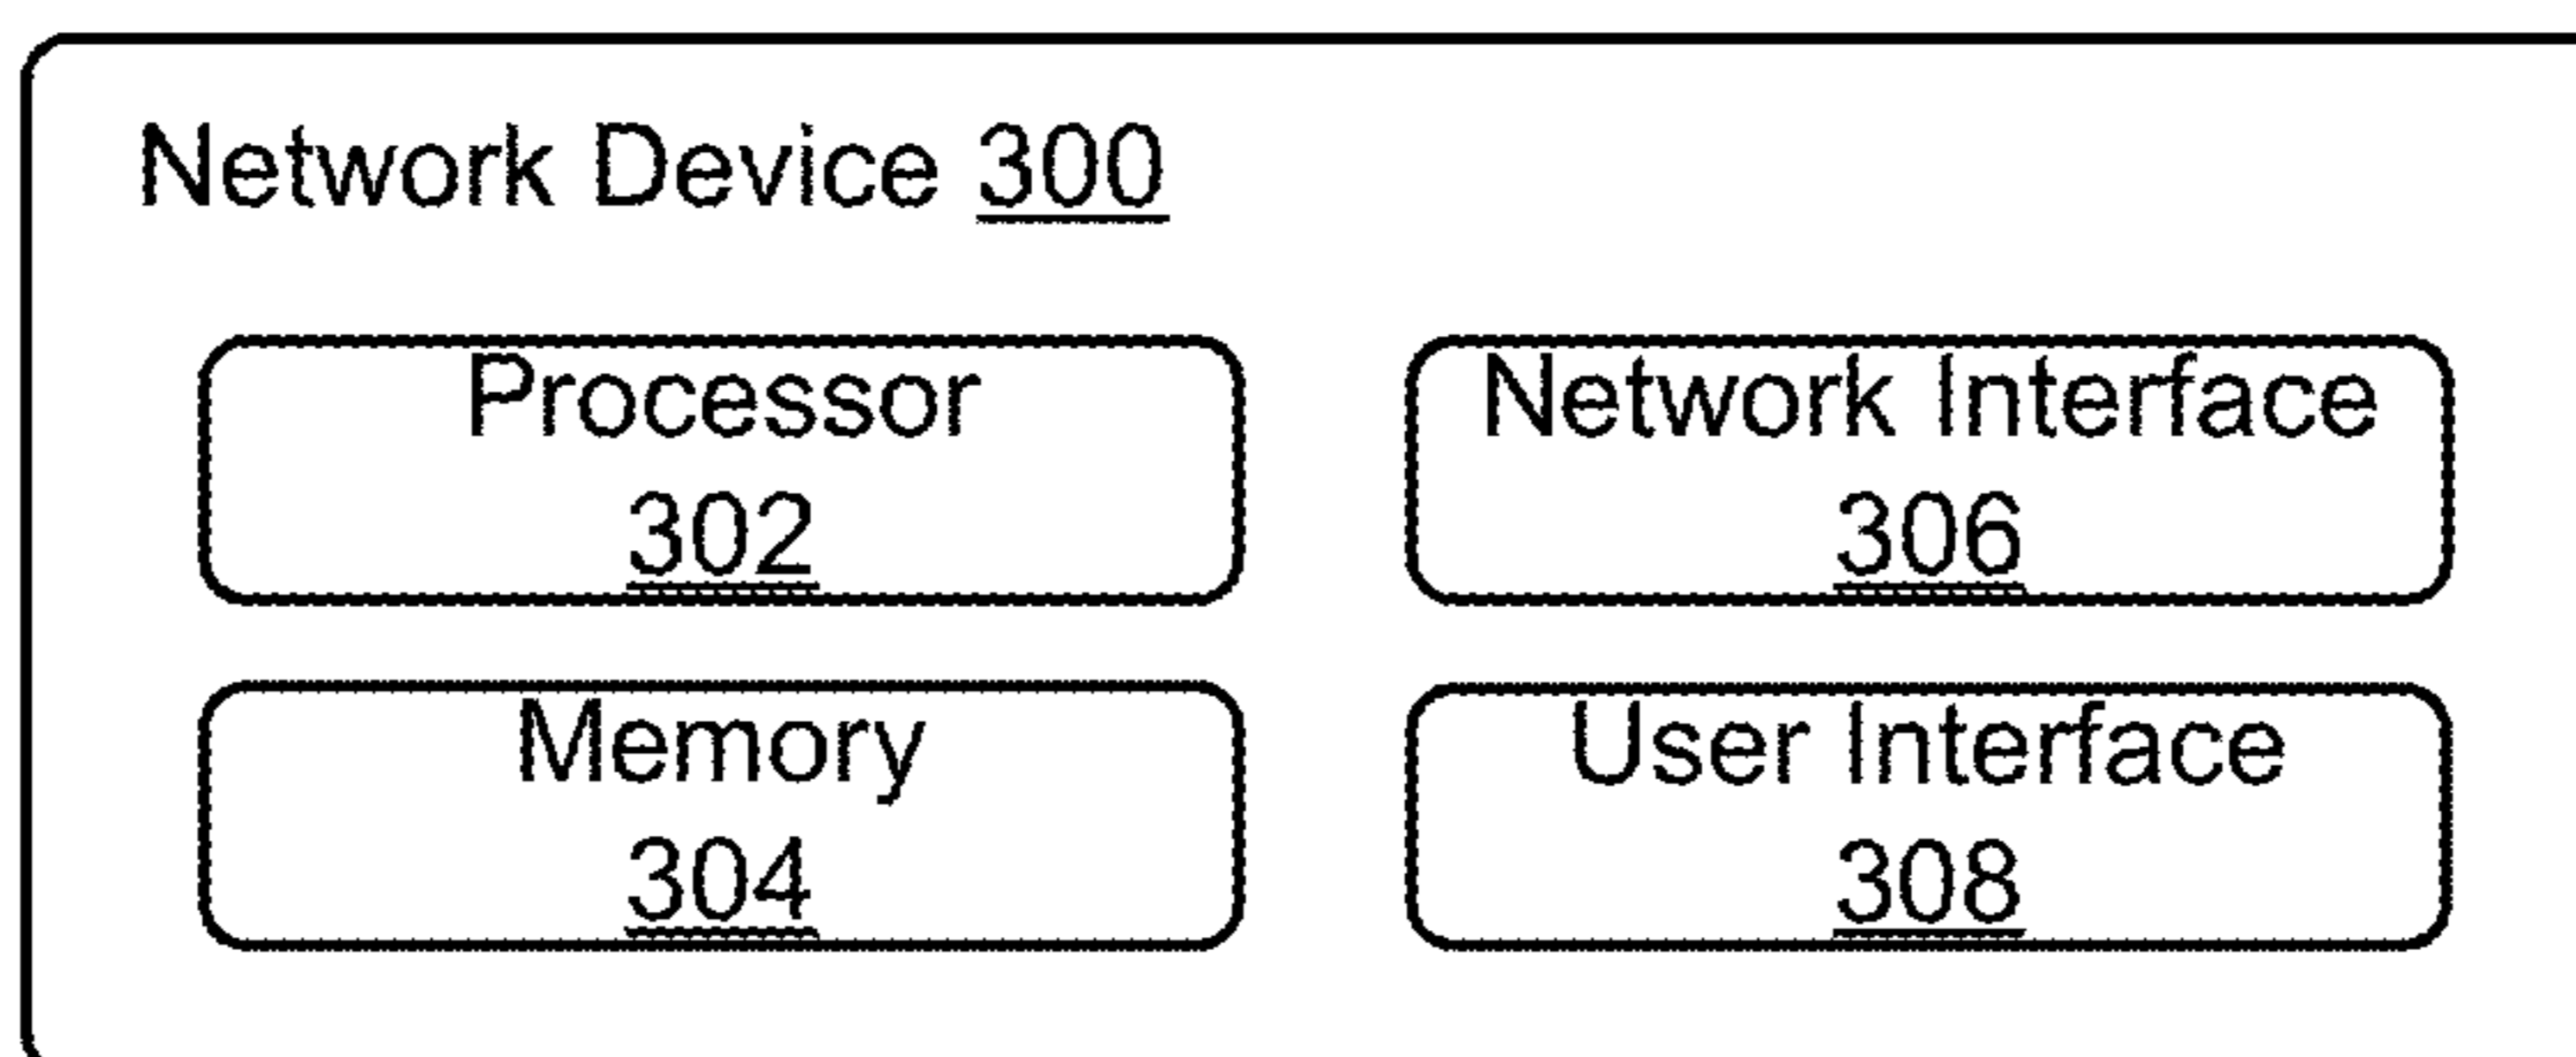 Network Device 300
Processor
302
Network Interface
306
Memory
304
User Interface
308